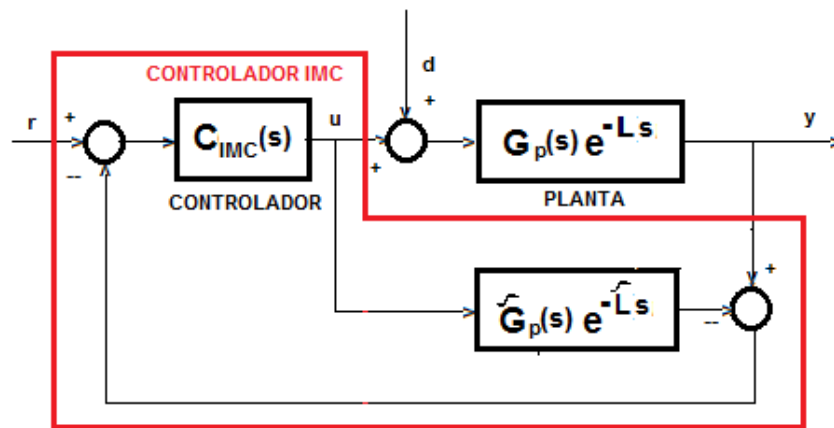 CONTROLADOR IMC
d
r
+
--
C_IMC(s)
u
+
+
G_p(s) e^-Ls
y
CONTROLADOR
PLANTA
+
Ĝ_p(s) e^-L̂s
--